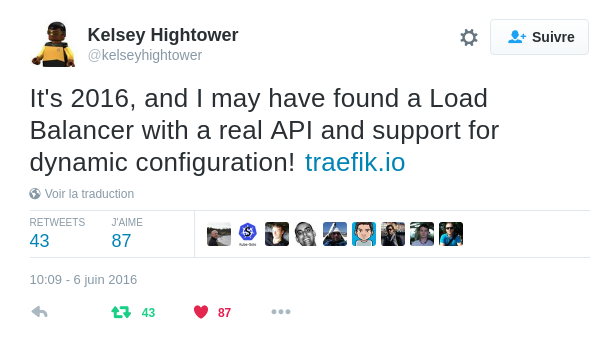 Kelsey Hightower
@kelseyhightower
Suivre
It's 2016, and I may have found a Load
Balancer with a real API and support for
dynamic configuration! traefik.io
Voir la traduction
RETWEETS J'AIME
43 87
10:09 - 6 juin 2016
43 87